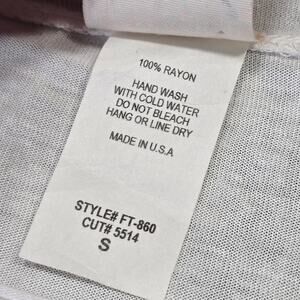 100% RAYON
HAND WASH
WITH COLD WATER
DO NOT BLEACH
HANG OR LINE DRY
MADE IN U.S.A
STYLE# FT-860
CUT# 5514
S